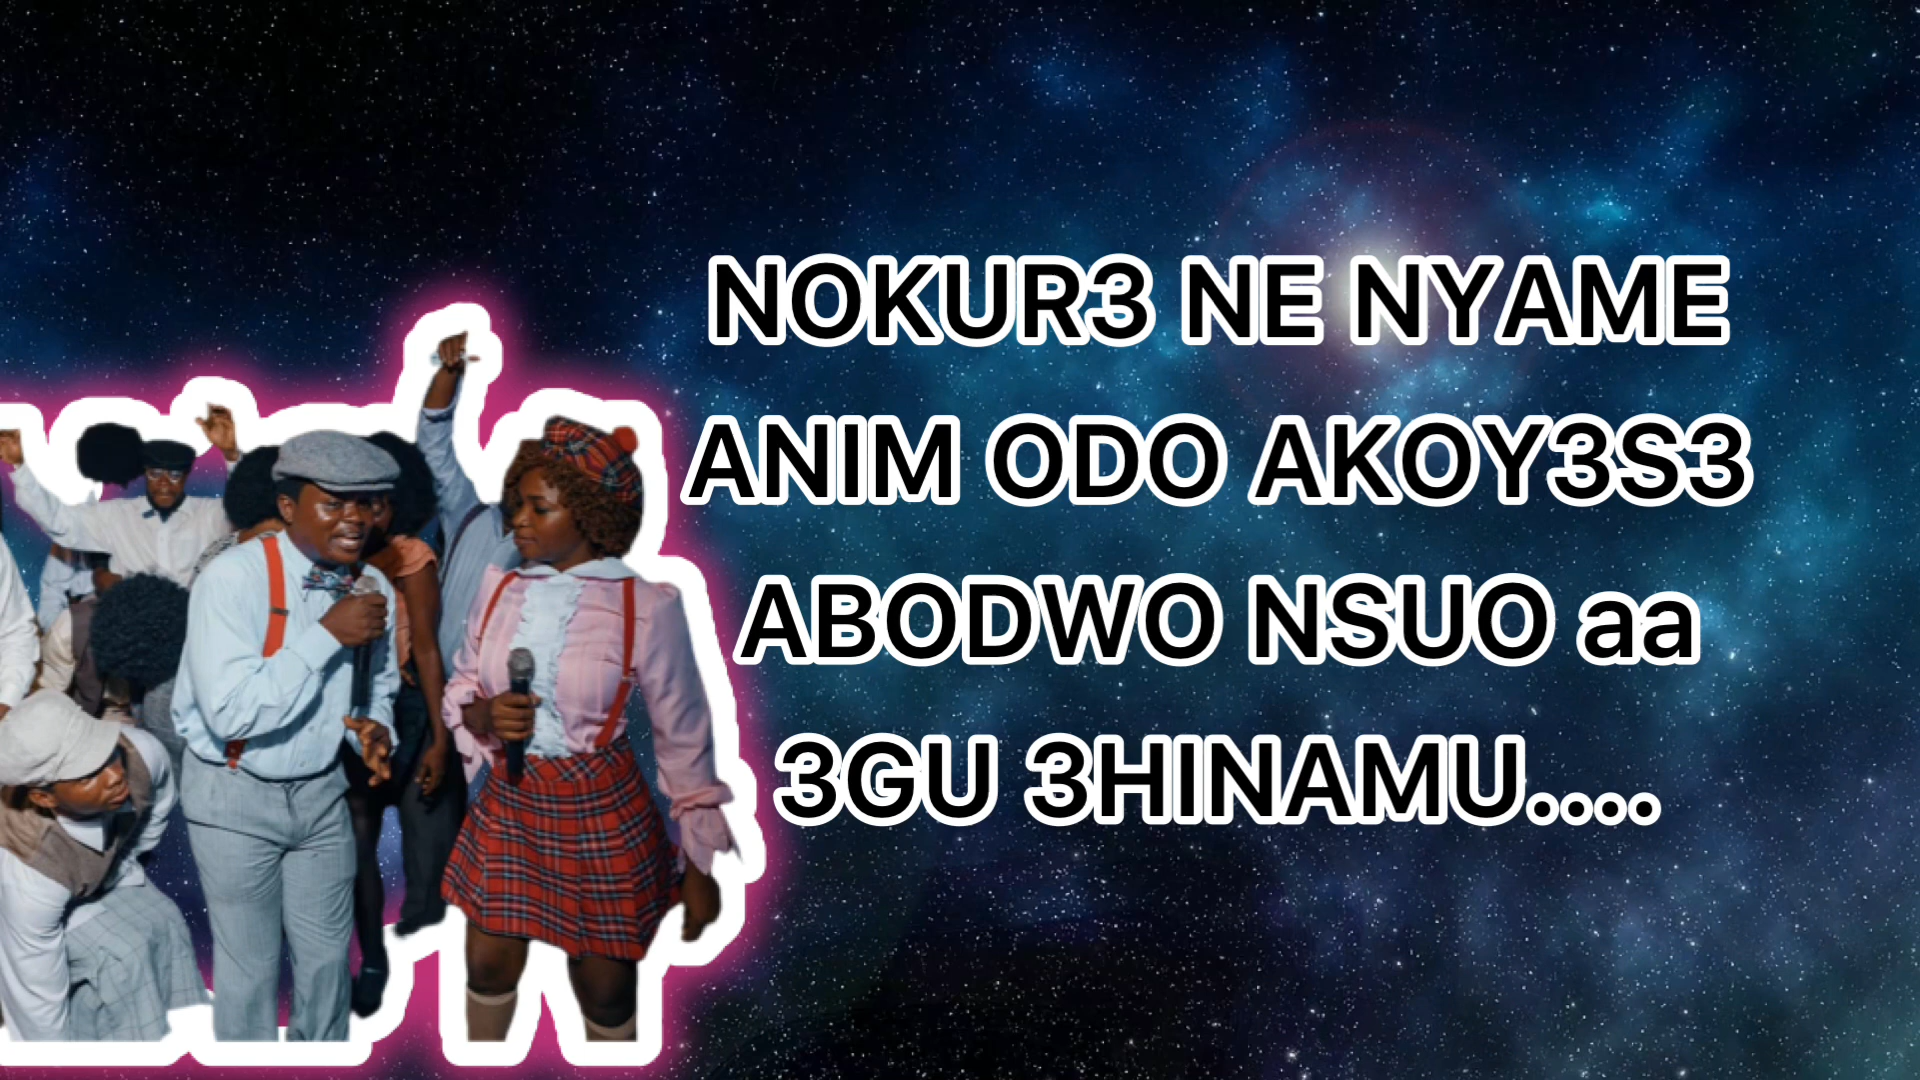 NOKUR3 NE NYAME
ANIM ODO AKOY3S3
ABODWO NSUO aa
3GU 3HINAMU....